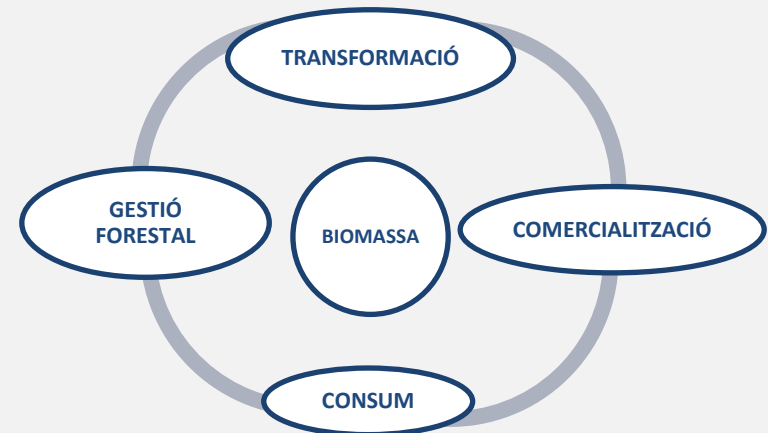 TRANSFORMACIÓ
GESTIÓ
FORESTAL
BIOMASSA
COMERCIALITZACIÓ
CONSUM